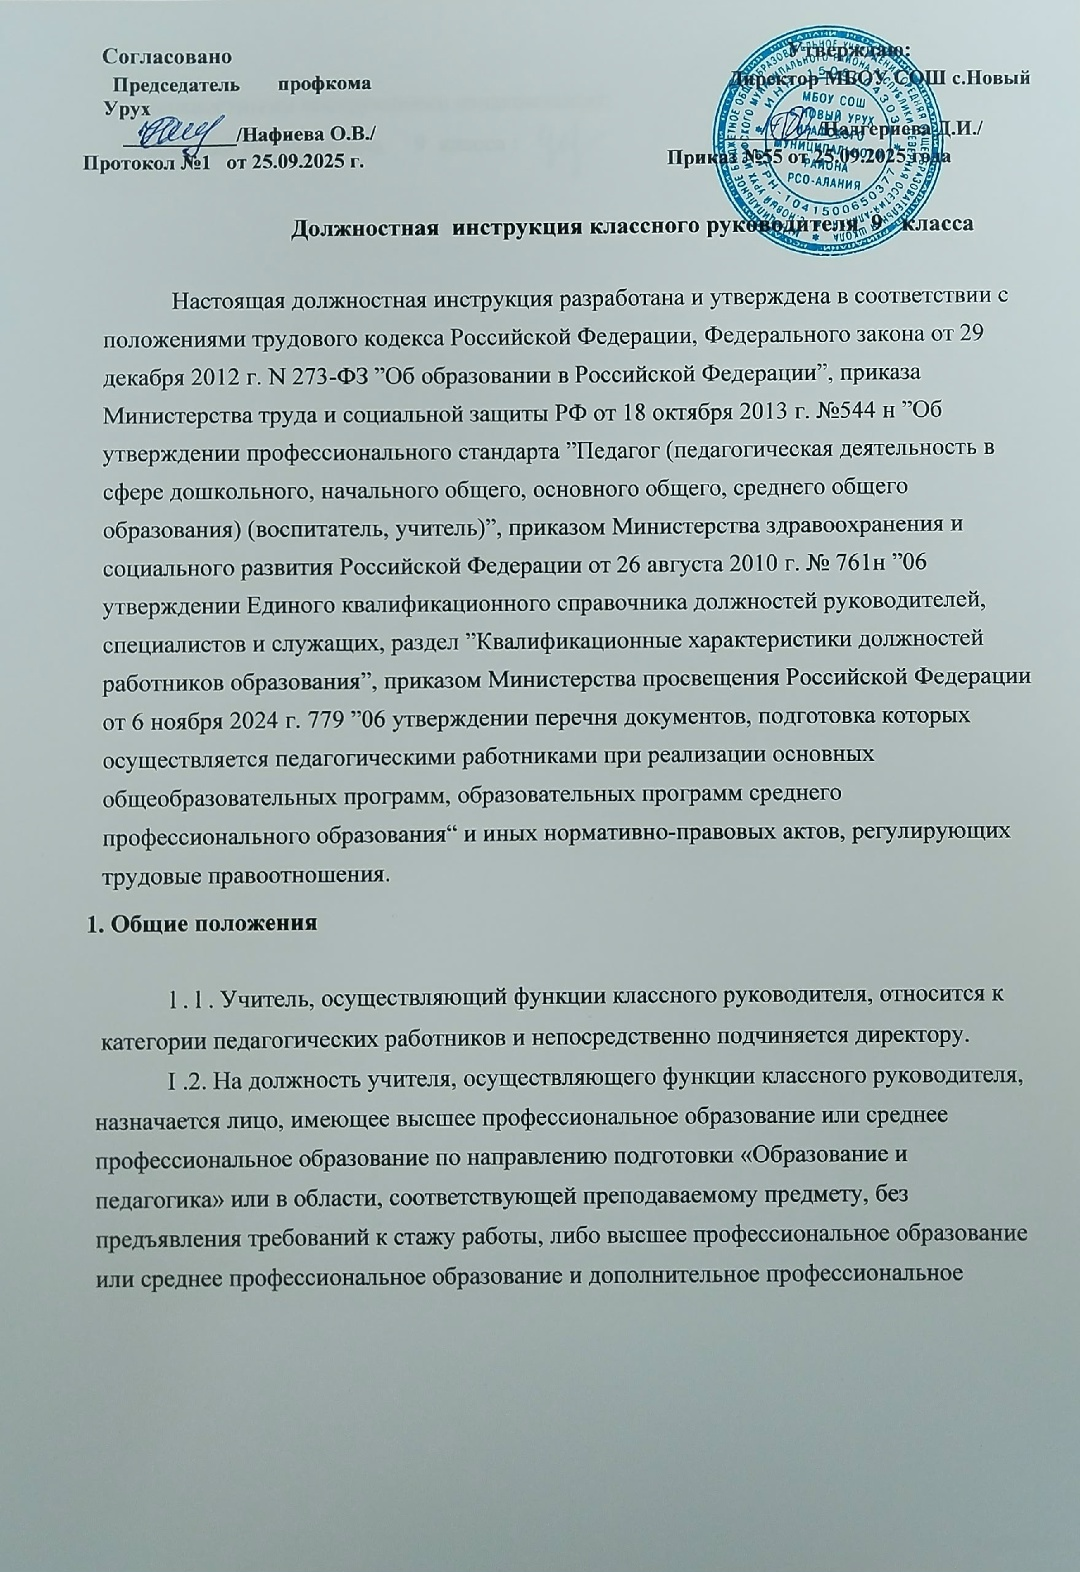 Согласовано
Председатель профкома
Урух
/Нафиева О.В./
Протокол №1 от 25.09.2025 г.
Утверждаю:
Директор МБОУ СОШ с.Новый
Д.И./
Приказ №55 от 25.09.2025 года
МБОУ СОШ
НОВЫЙ УРУХ
ИРАФСКОГО
МУНИЦИПАЛЬНОГО
РАЙОНА
РСО-АЛАНИЯ
Должностная инструкция классного руководителя 9 класса
Настоящая должностная инструкция разработана и утверждена в соответствии с
положениями трудового кодекса Российской Федерации, Федерального закона от 29
декабря 2012 г. N 273-ФЗ ”Об образовании в Российской Федерации”, приказа
Министерства труда и социальной защиты РФ от 18 октября 2013 г. №544 н ”Об
утверждении профессионального стандарта ”Педагог (педагогическая деятельность в
сфере дошкольного, начального общего, основного общего, среднего общего
образования) (воспитатель, учитель)”, приказом Министерства здравоохранения и
социального развития Российской Федерации от 26 августа 2010 г. № 761н ”06
утверждении Единого квалификационного справочника должностей руководителей,
специалистов и служащих, раздел ”Квалификационные характеристики должностей
работников образования”, приказом Министерства просвещения Российской Федерации
от 6 ноября 2024 г. 779 ”06 утверждении перечня документов, подготовка которых
осуществляется педагогическими работниками при реализации основных
общеобразовательных программ, образовательных программ среднего
профессионального образования“ и иных нормативно-правовых актов, регулирующих
трудовые правоотношения.
1. Общие положения
1 . 1 . Учитель, осуществляющий функции классного руководителя, относится к
категории педагогических работников и непосредственно подчиняется директору.
I .2. На должность учителя, осуществляющего функции классного руководителя,
назначается лицо, имеющее высшее профессиональное образование или среднее
профессиональное образование по направлению подготовки «Образование и
педагогика» или в области, соответствующей преподаваемому предмету, без
предъявления требований к стажу работы, либо высшее профессиональное образование
или среднее профессиональное образование и дополнительное профессиональное